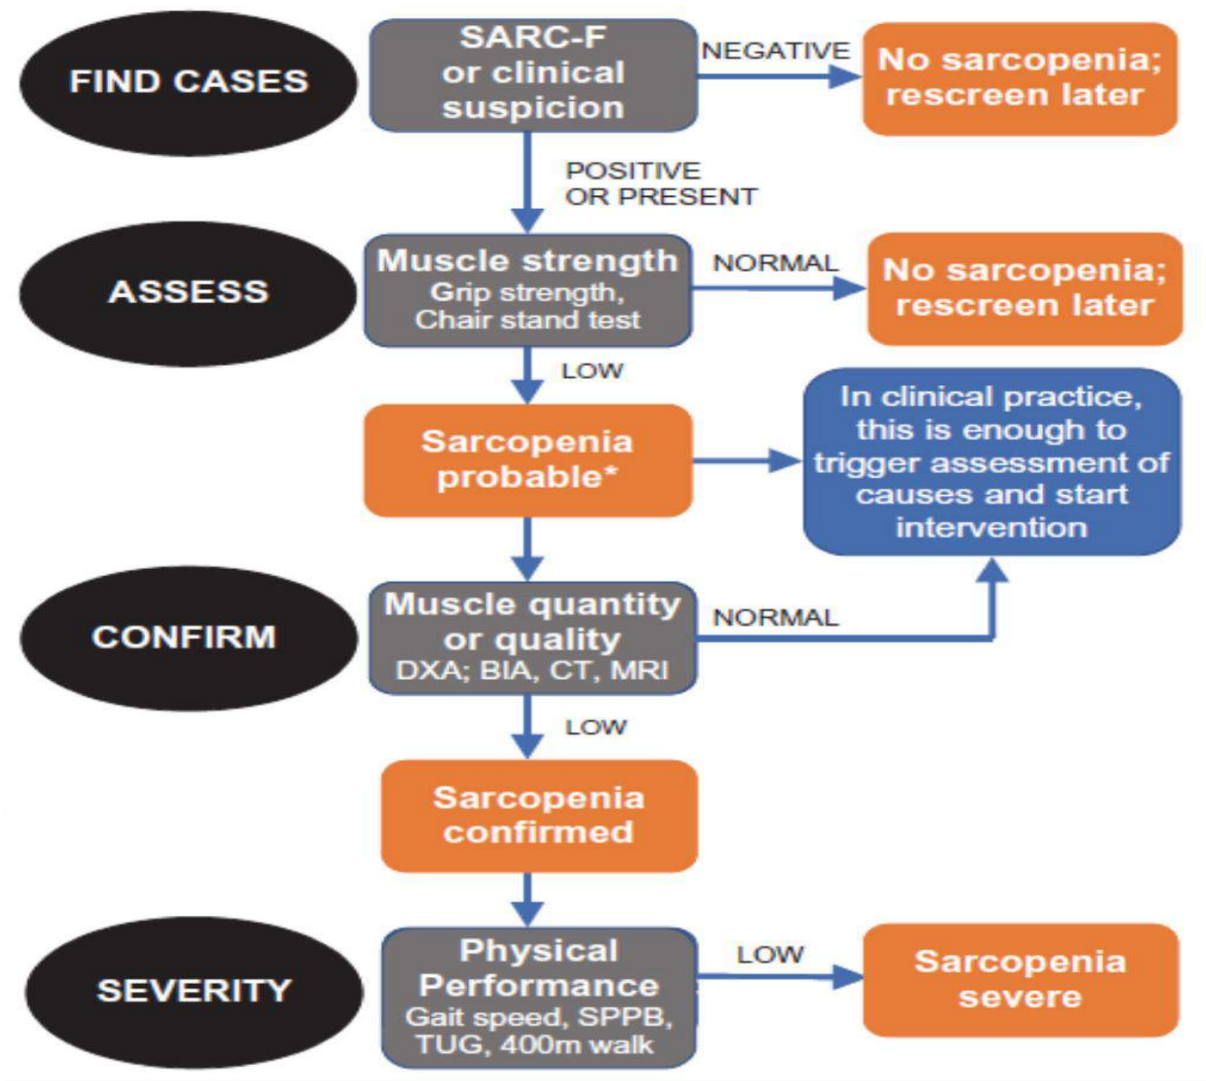 FIND CASES
SARC-F
or clinical
suspicion
NEGATIVE
No sarcopenia;
rescreen later
POSITIVE
OR PRESENT
ASSESS
Muscle strength
Grip strength,
Chair stand test
NORMAL
No sarcopenia;
rescreen later
LOW
Sarcopenia
probable*
In clinical practice,
this is enough to
trigger assessment of
causes and start
intervention
CONFIRM
Muscle quantity
or quality
DXA; BIA, CT, MRI
NORMAL
LOW
Sarcopenia
confirmed
SEVERITY
Physical
Performance
Gait speed, SPPB,
TUG, 400m walk
LOW
Sarcopenia
severe